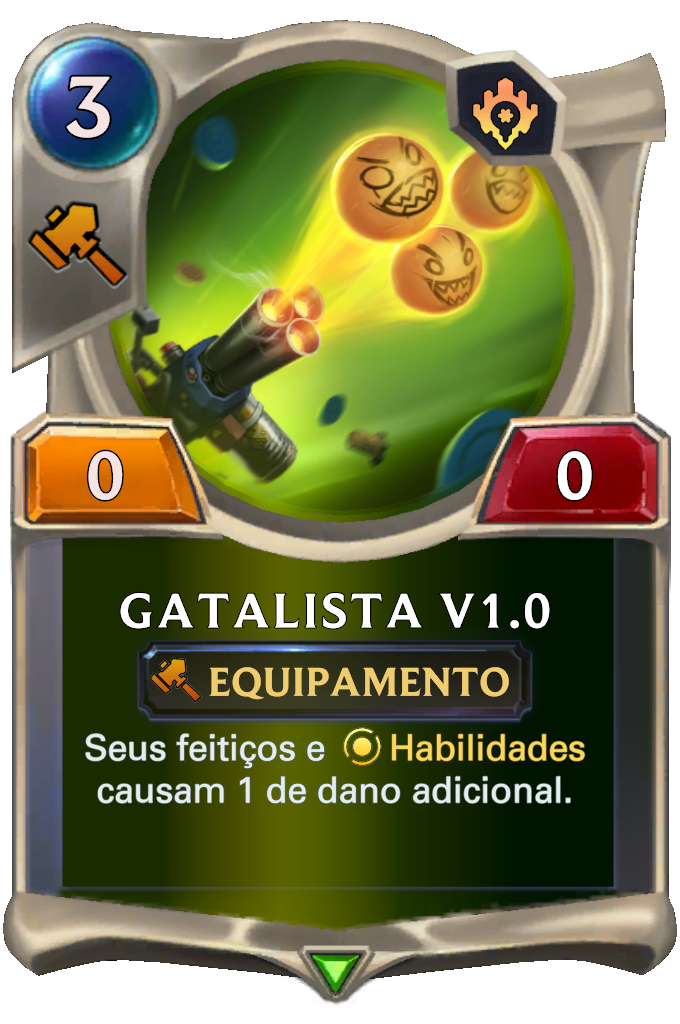 3
0
0
GATALISTA V1.0
EQUIPAMENTO
Seus feitiços e Habilidades
causam 1 de dano adicional.